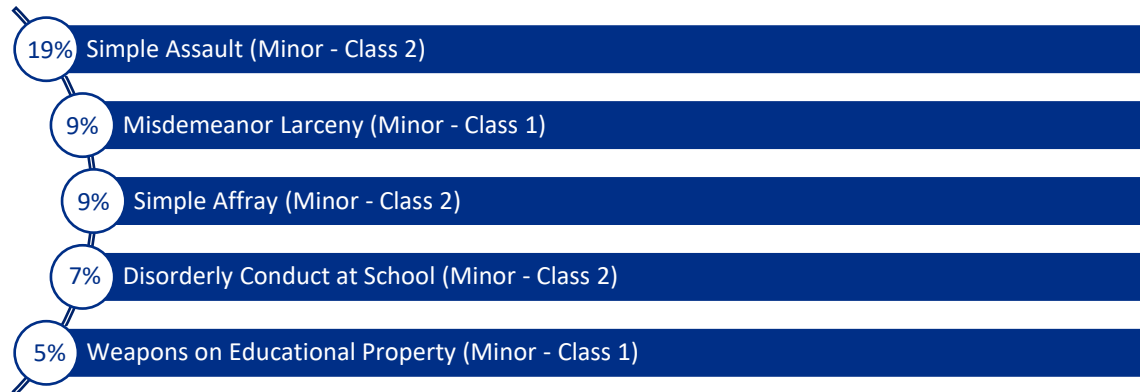 19% Simple Assault (Minor - Class 2)
9% Misdemeanor Larceny (Minor - Class 1)
9% Simple Affray (Minor - Class 2)
7% Disorderly Conduct at School (Minor - Class 2)
5% Weapons on Educational Property (Minor - Class 1)